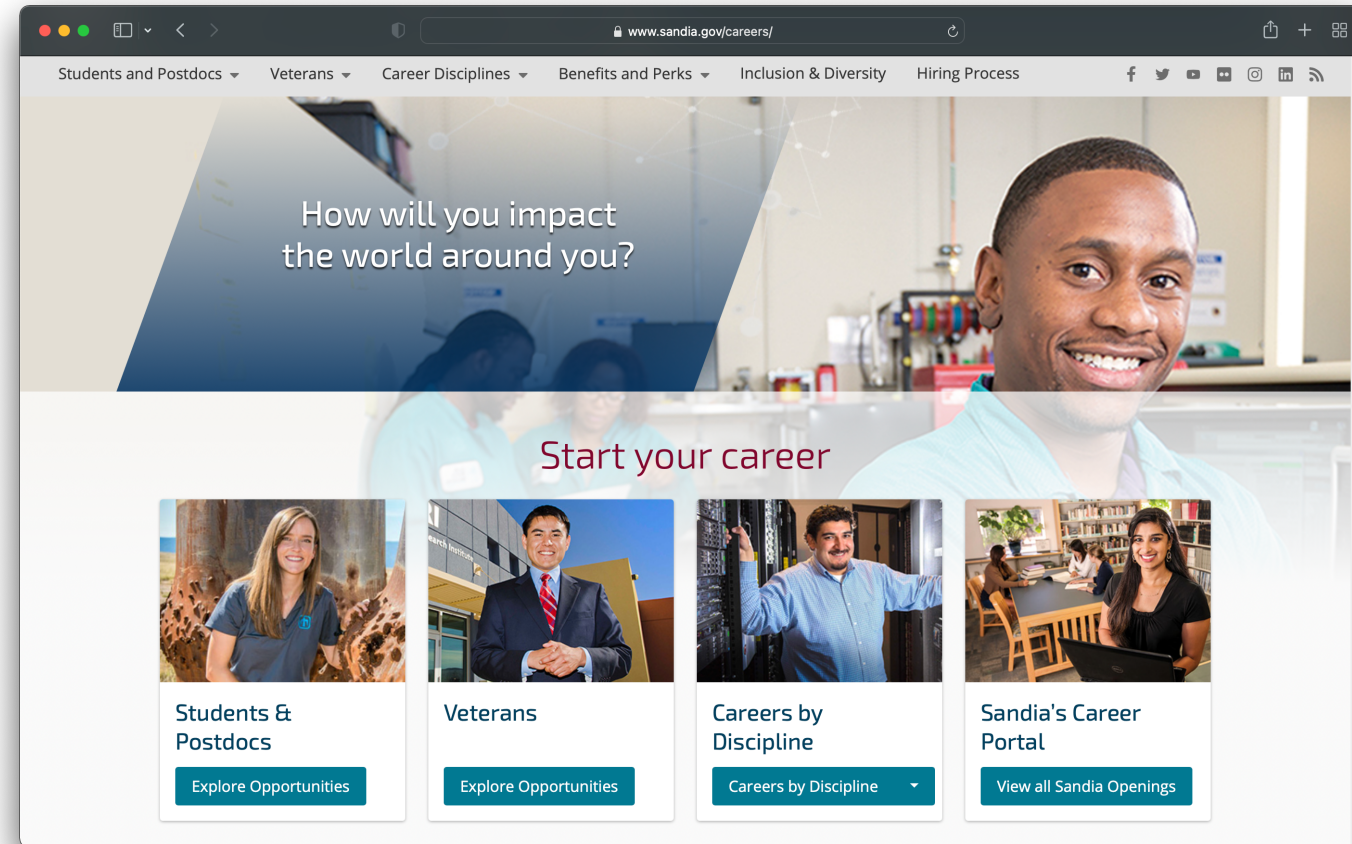 www.sandia.gov/careers/
Students and Postdocs
Veterans
Career Disciplines
Benefits and Perks
Inclusion & Diversity
Hiring Process
How will you impact
the world around you?
Start your career
Students &
Postdocs
Explore Opportunities
Veterans
Explore Opportunities
Careers by
Discipline
Careers by Discipline
Sandia’s Career
Portal
View all Sandia Openings